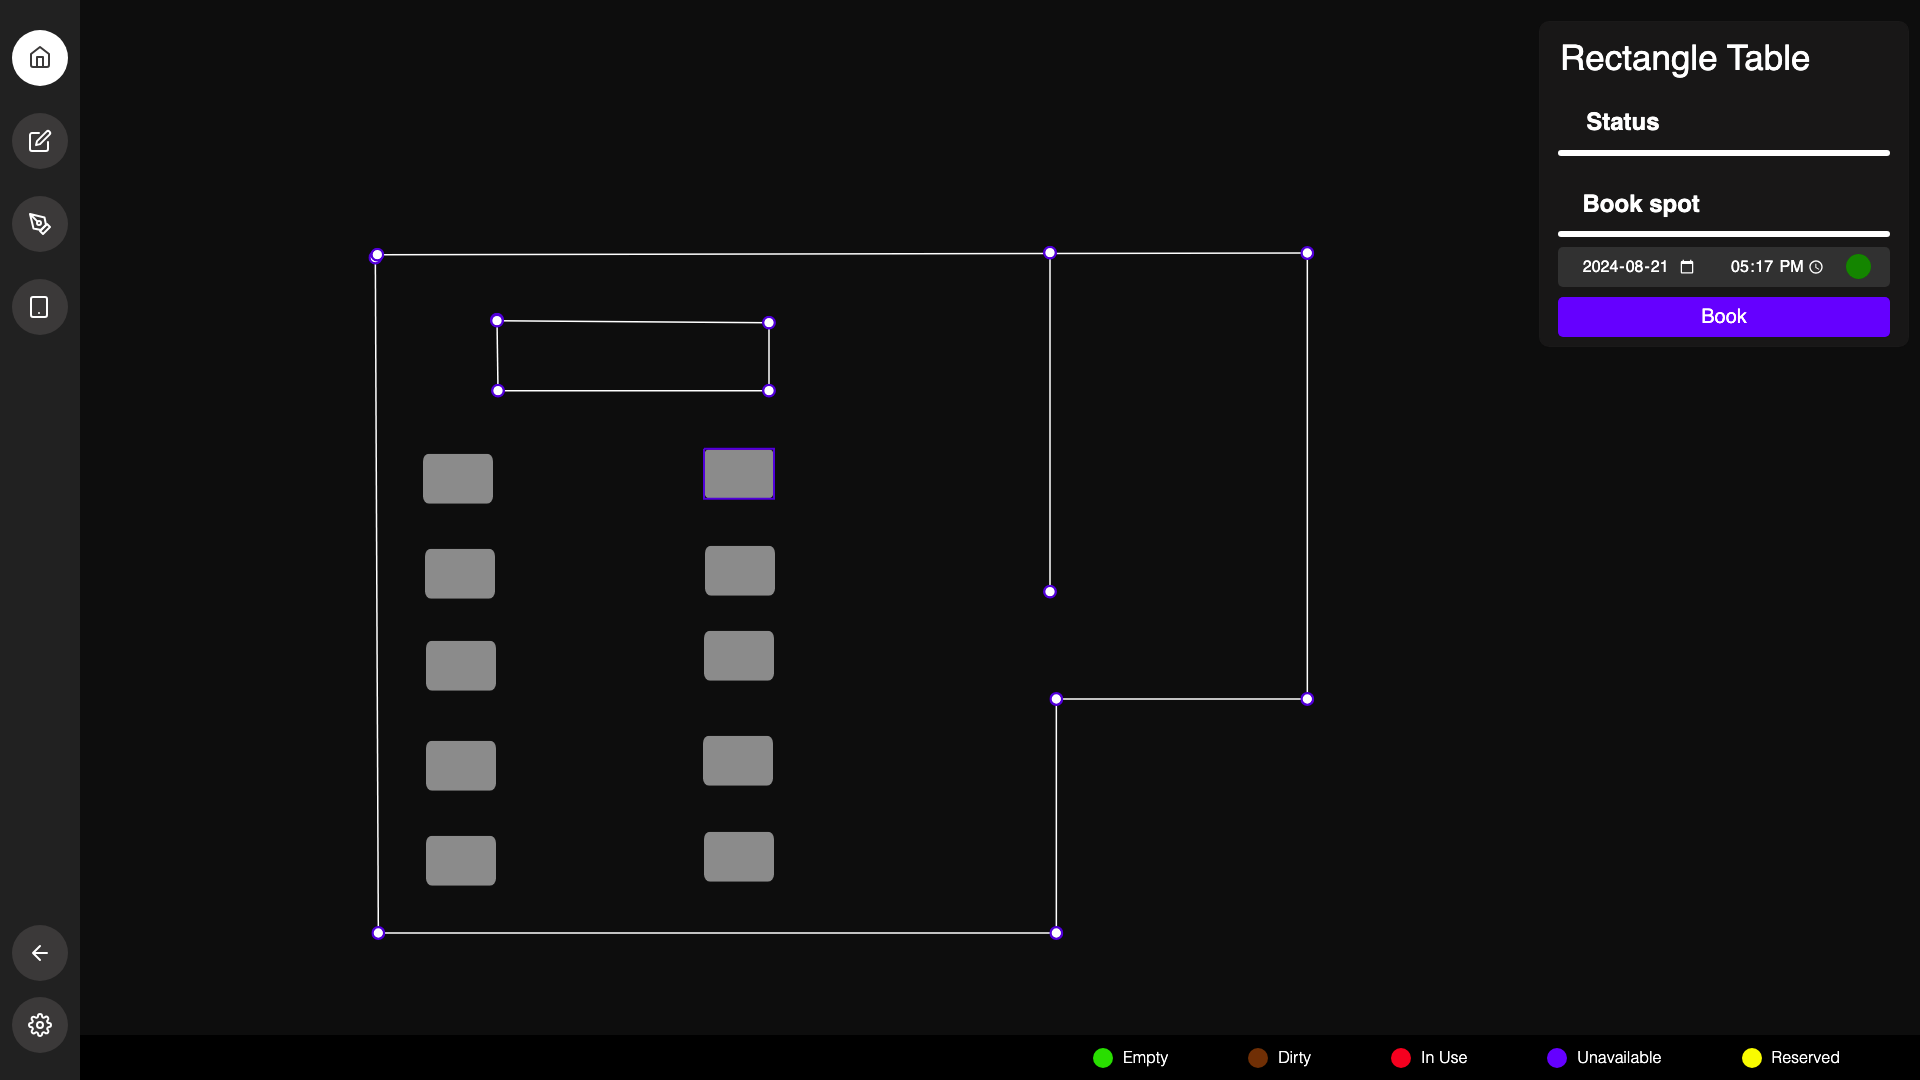 Rectangle Table
Status
Book spot
2024-08-21 05:17 PM
Book
Empty Dirty In Use Unavailable Reserved